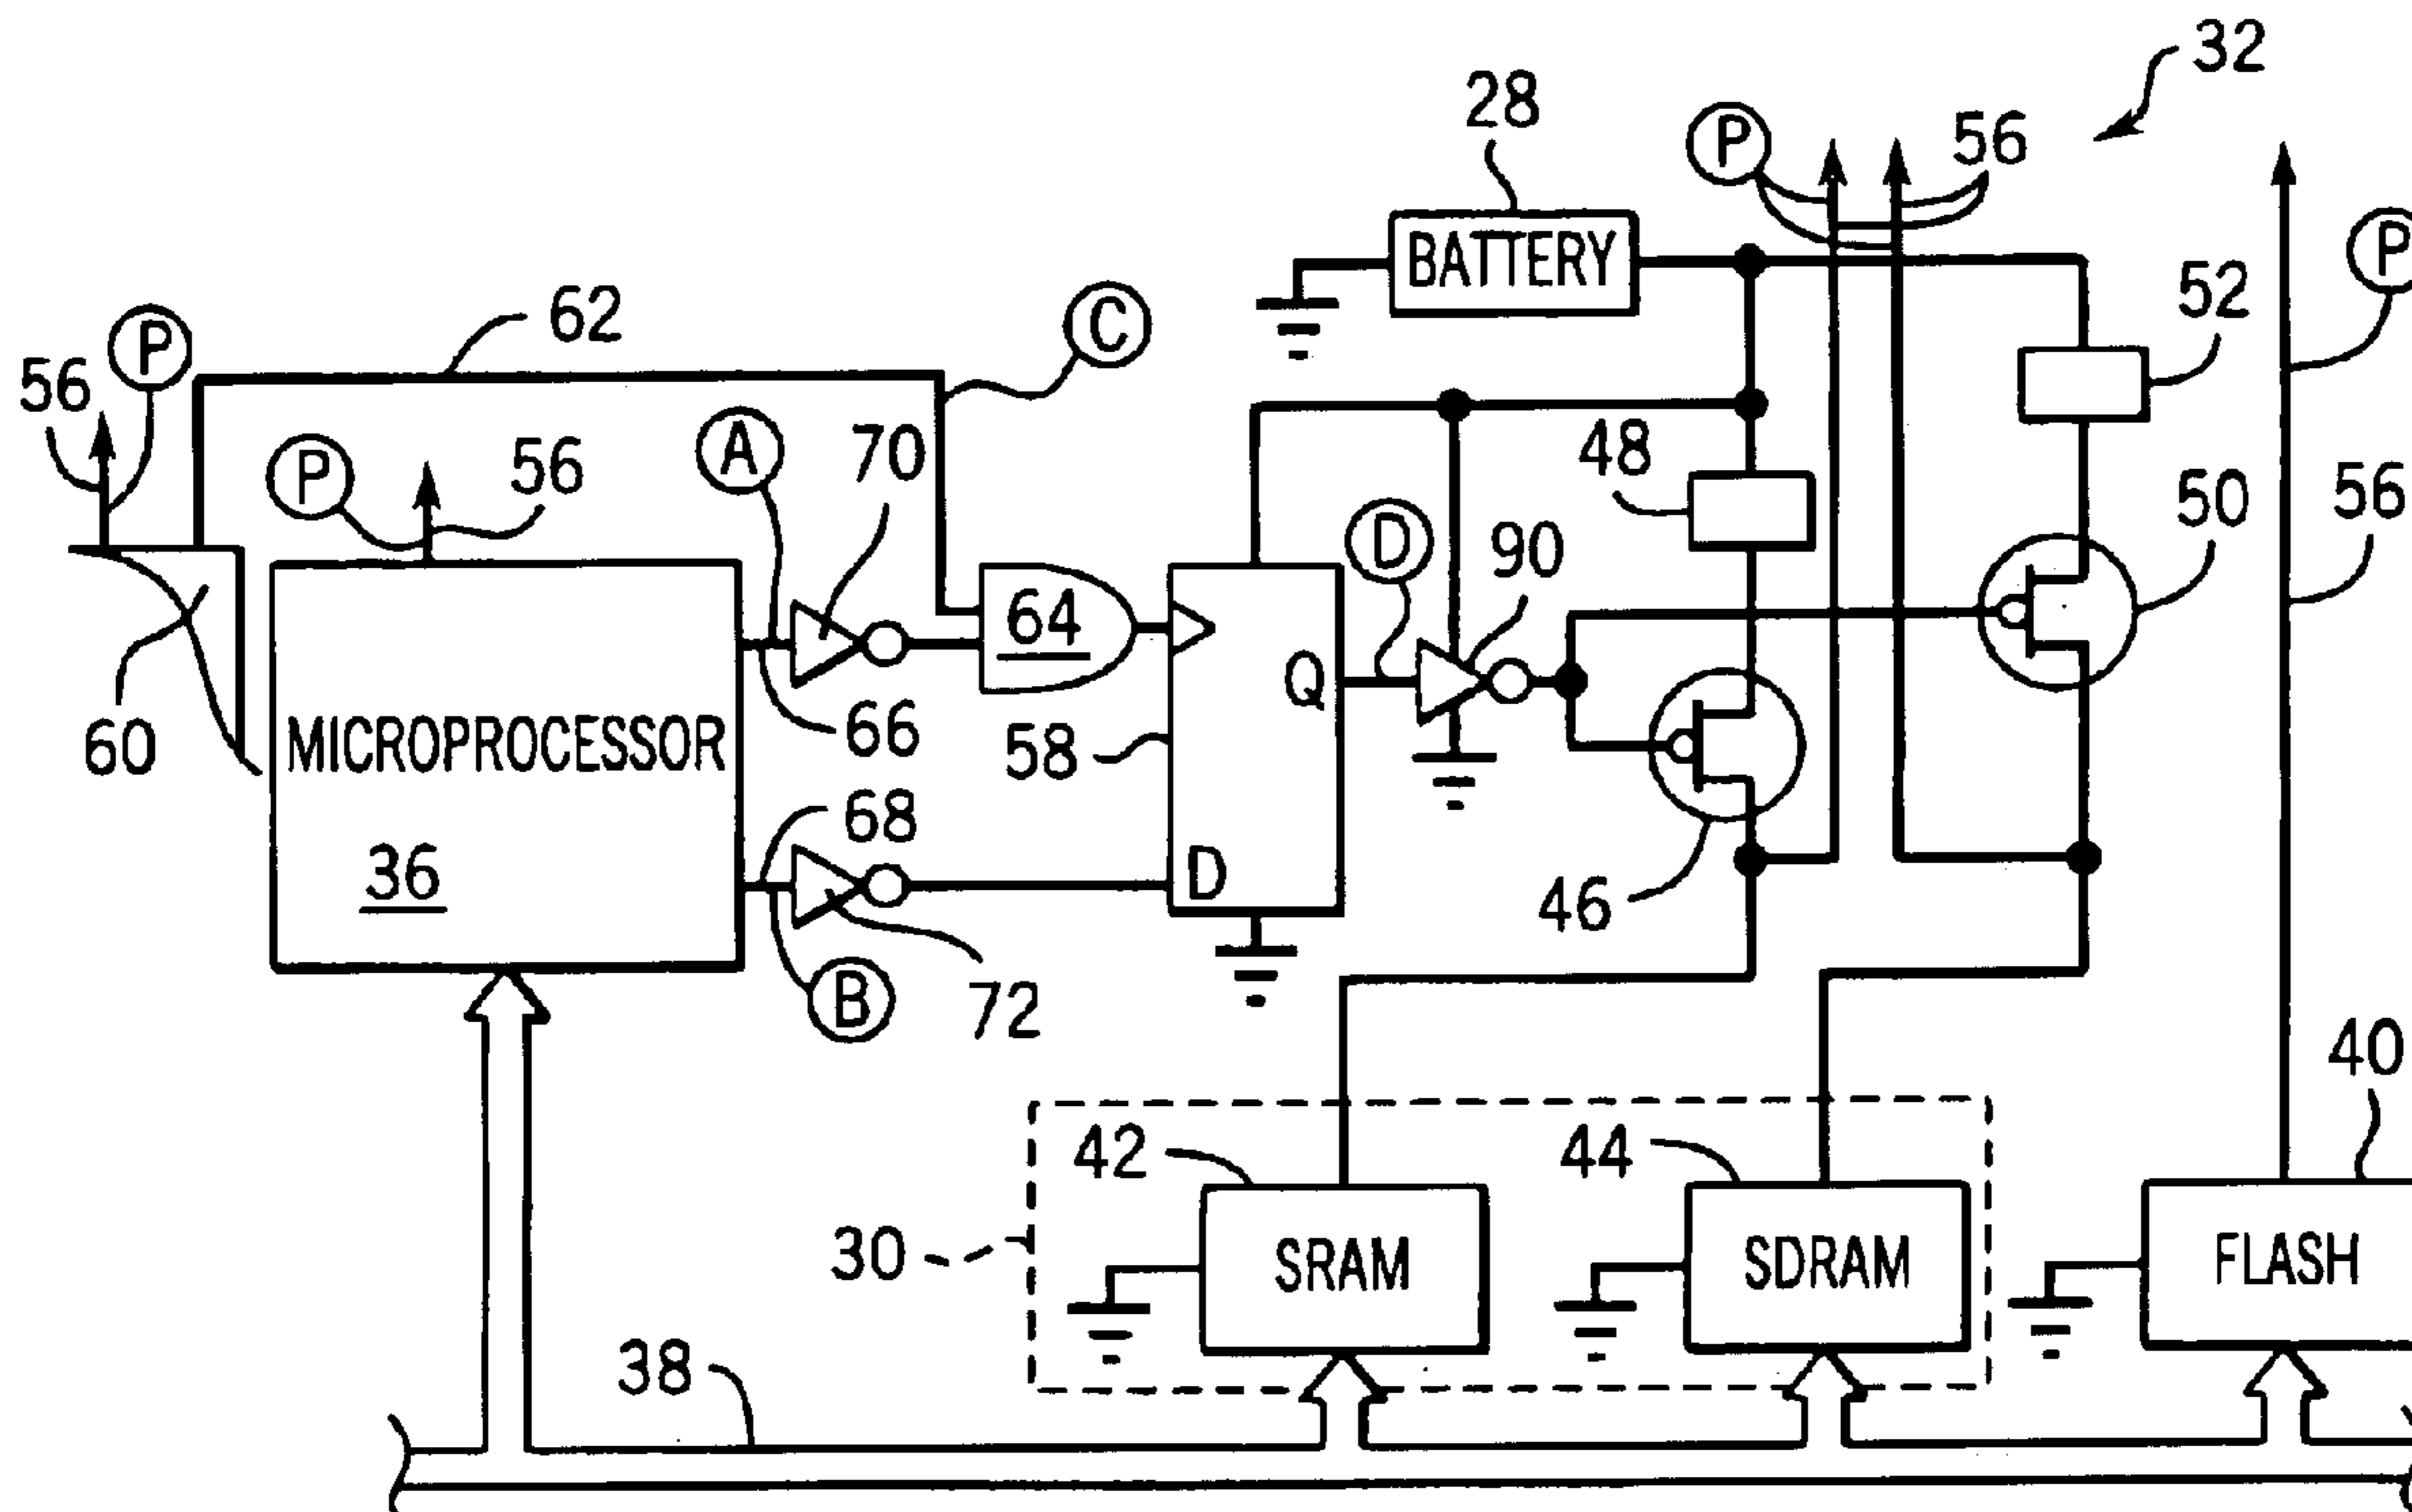 32
28
P
56
BATTERY
P
52
62
C
P
56
A
70
48
P
56
50
56
D
90
64
Q
60
MICROPROCESSOR
66
58
68
36
D
46
B
72
40
42
44
30
SRAM
SDRAM
FLASH
38